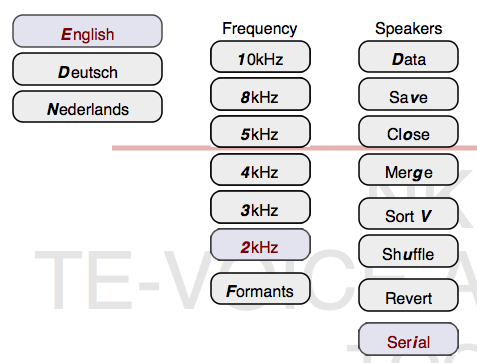 English
Deutsch
Nederlands
Frequency
10kHz
8kHz
5kHz
4kHz
3kHz
2kHz
Formants
Speakers
Data
Save
Close
Merge
Sort V
Shuffle
Revert
Serial
TE-VOICE A